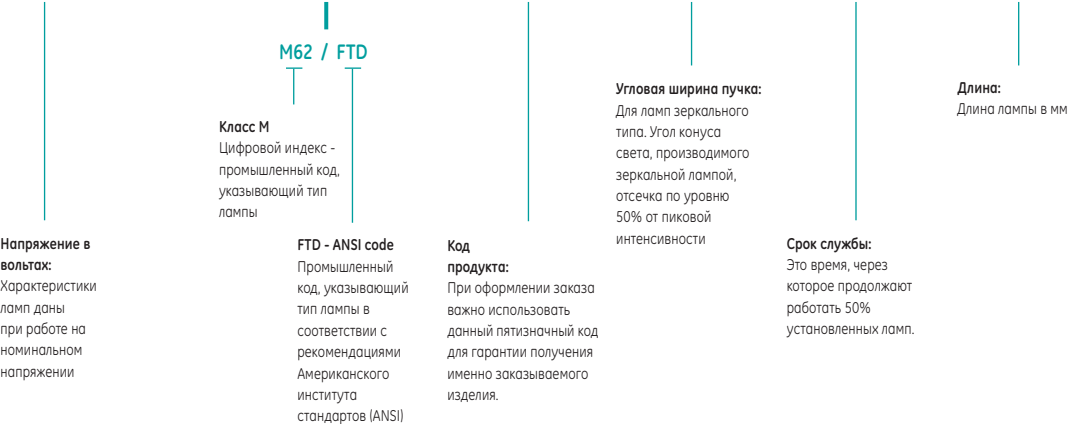 M62 / FTD
Класс М
Цифровой индекс -
промышленный код,
указывающий тип
лампы
Угловая ширина пучка:
Для ламп зеркального
типа. Угол конуса
света, производимого
зеркальной лампой,
отсечка по уровню
50% от пиковой
интенсивности
Длина:
Длина лампы в мм
Напряжение в
вольтах:
Характеристики
ламп даны
при работе на
номинальном
напряжении
FTD - ANSI code
Промышленный
код, указывающий
тип лампы в
соответствии с
рекомендациями
Американского
института
стандартов (ANSI)
Код
продукта:
При оформлении заказа
важно использовать
данный пятизначный код
для гарантии получения
именно заказываемого
изделия.
Срок службы:
Это время, через
которое продолжают
работать 50%
установленных ламп.